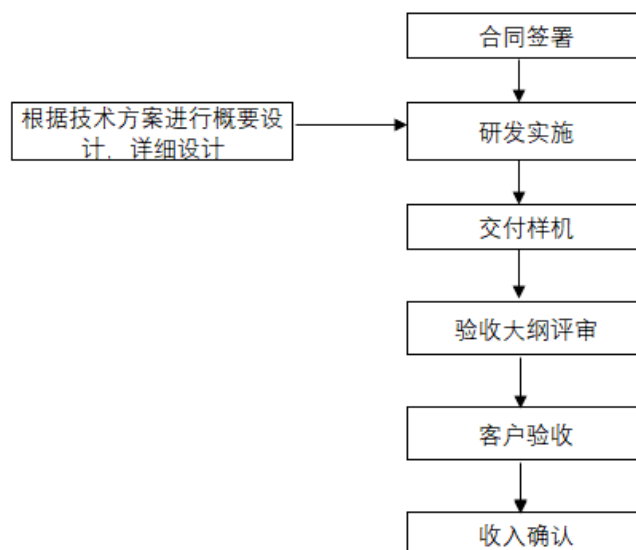 合同签署
根据技术方案进行概要设
计、详细设计
研发实施
交付样机
验收大纲评审
客户验收
收入确认